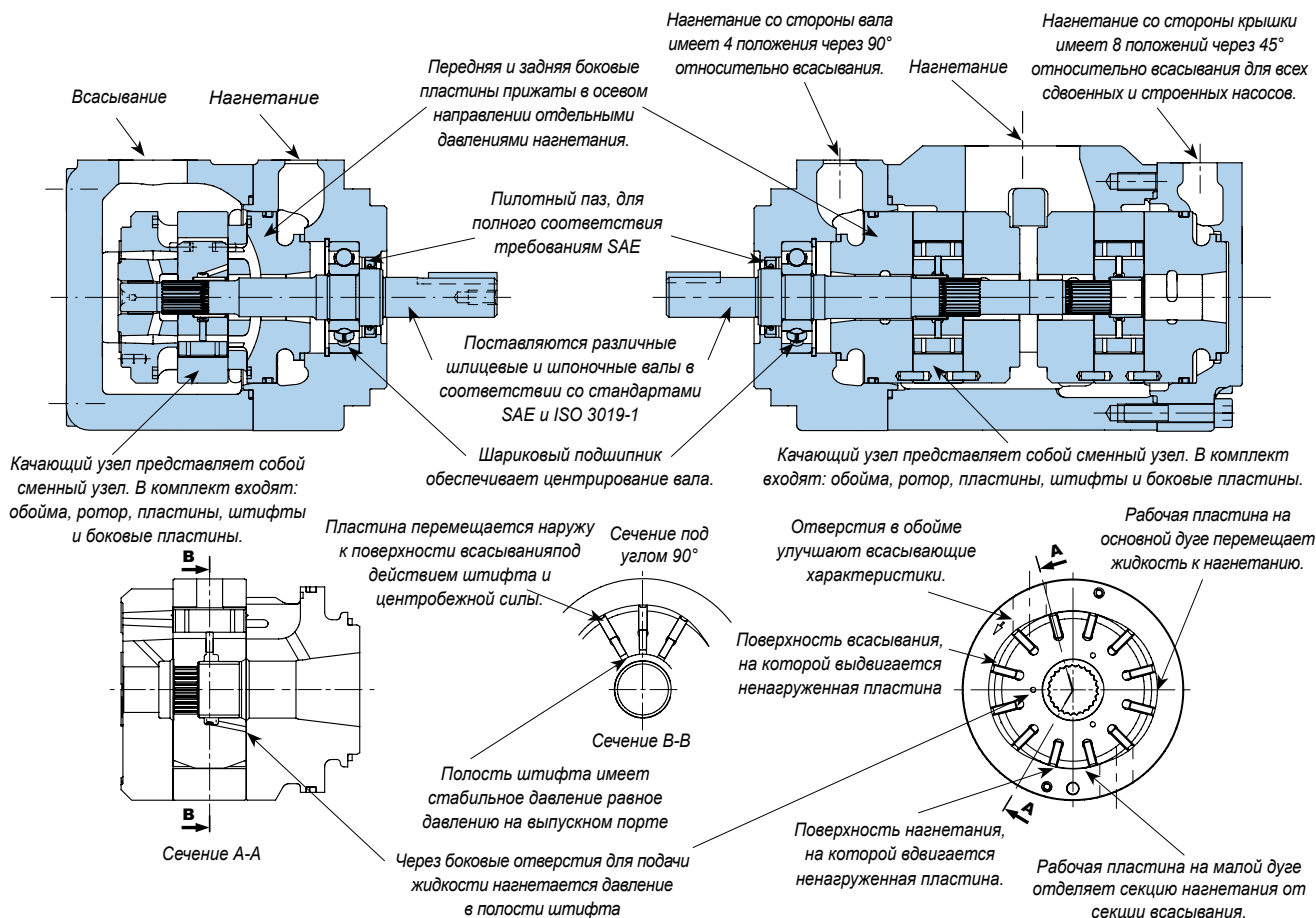 Нагнетание со стороны вала
имеет 4 положения через 90°
относительно всасывания.
Нагнетание со стороны крышки
имеет 8 положений через 45°
относительно всасывания для всех
сдвоенных и строенных насосов.
Передняя и задняя боковые
пластины прижаты в осевом
направлении отдельными
давлениями нагнетания.
Нагнетание
Всасывание
Нагнетание
Пилотный паз, для
полного соответствия
требованиям SAE
Поставляются различные
шлицевые и шпоночные валы в
соответствии со стандартами
SAE и ISO 3019-1
Шариковый подшипник
обеспечивает центрирование вала.
Качающий узел представляет собой
сменный узел. В комплект входят:
обойма, ротор, пластины, штифты
и боковые пластины.
Качающий узел представляет собой сменный узел. В комплект
входят: обойма, ротор, пластины, штифты и боковые пластины.
Пластина перемещается наружу
к поверхности всасыванияпод
действием штифта и
центробежной силы.
Сечение под
углом 90°
Отверстия в обойме
улучшают всасывающие
характеристики.
Рабочая пластина на
основной дуге перемещает
жидкость к нагнетанию.
B
A
Поверхность всасывания,
на которой выдвигается
ненагруженная пластина
Сечение B-B
Полость штифта имеет
стабильное давление равное
давлению на выпускном порте
B
A
Сечение A-A
Через боковые отверстия для подачи
жидкости нагнетается давление
в полости штифта
Поверхность нагнетания,
на которой вдвигается
ненагруженная пластина.
Рабочая пластина на малой дуге
отделяет секцию нагнетания от
секции всасывания.